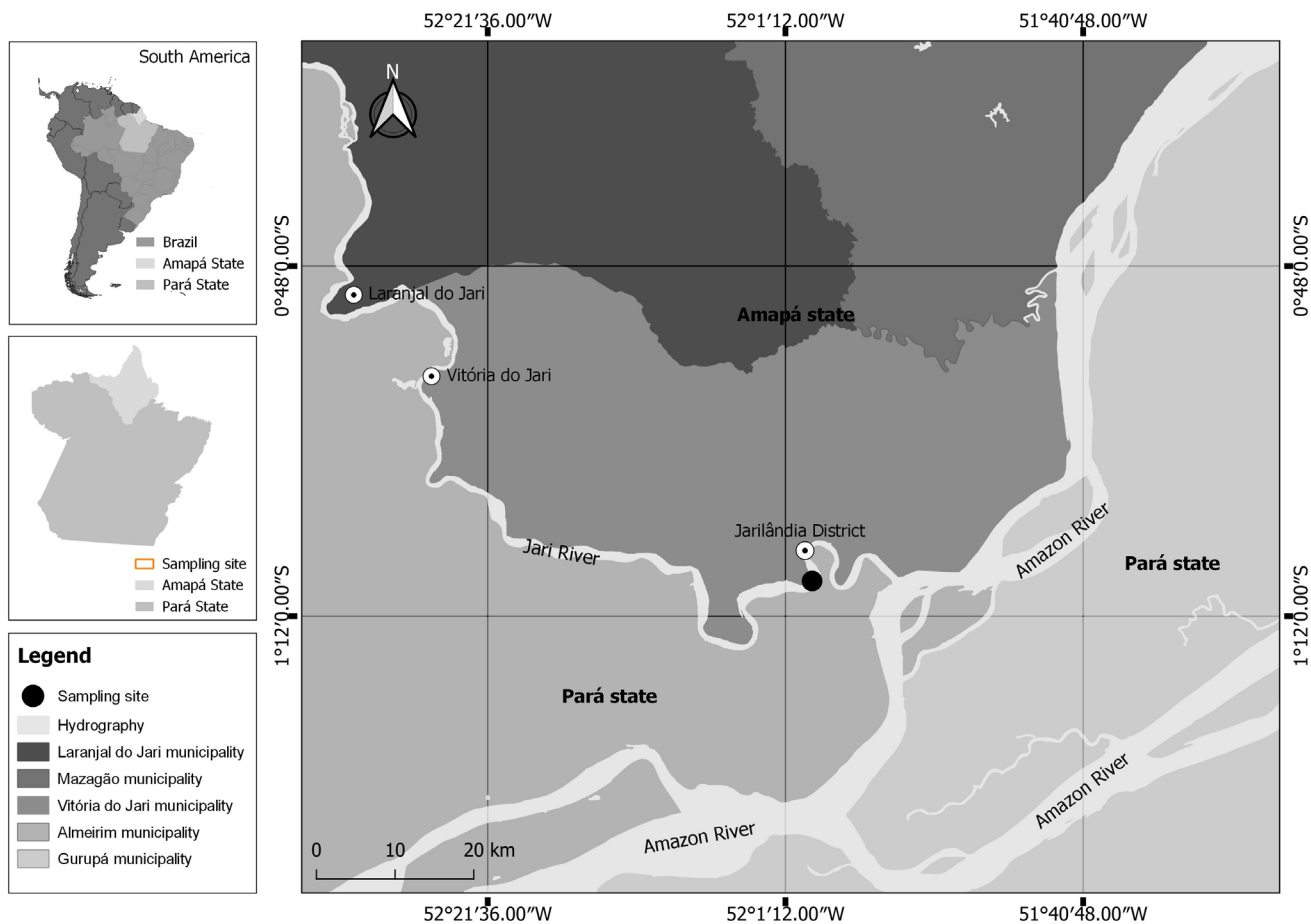 52°21′36.00″W
52°1′12.00″W
51°40′48.00″W
South America
Brazil
Amapá State
Pará State
Sampling site
Amapá State
Pará State
Legend
Sampling site
Hydrography
Laranjal do Jari municipality
Mazagão municipality
Vitória do Jari municipality
Almeirim municipality
Gurupá municipality
N
0°48′0.00″S
0°48′0.00″S
Laranjal do Jari
Amapá state
Vitória do Jari
Jarilândia District
Jari River
Amazon River
Pará state
1°12′0.00″S
1°12′0.00″S
Pará state
Amazon River
Amazon River
0 10 20 km
52°21′36.00″W
52°1′12.00″W
51°40′48.00″W